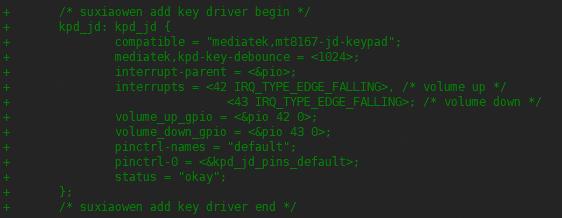 + /* suxiaowen add key driver begin */
+ kpd_jd: kpd_jd {
+ compatible = "mediatek,mt8167-jd-keypad";
+ mediatek,kpd-key-debounce = <1024>;
+ interrupt-parent = <&pio>;
+ interrupts = <42 IRQ_TYPE_EDGE_FALLING>, /* volume up */
+ <43 IRQ_TYPE_EDGE_FALLING>; /* volume down */
+ volume_up_gpio = <&pio 42 0>;
+ volume_down_gpio = <&pio 43 0>;
+ pinctrl-names = "default";
+ pinctrl-0 = <&kpd_jd_pins_default>;
+ status = "okay";
+ };
+ /* suxiaowen add key driver end */